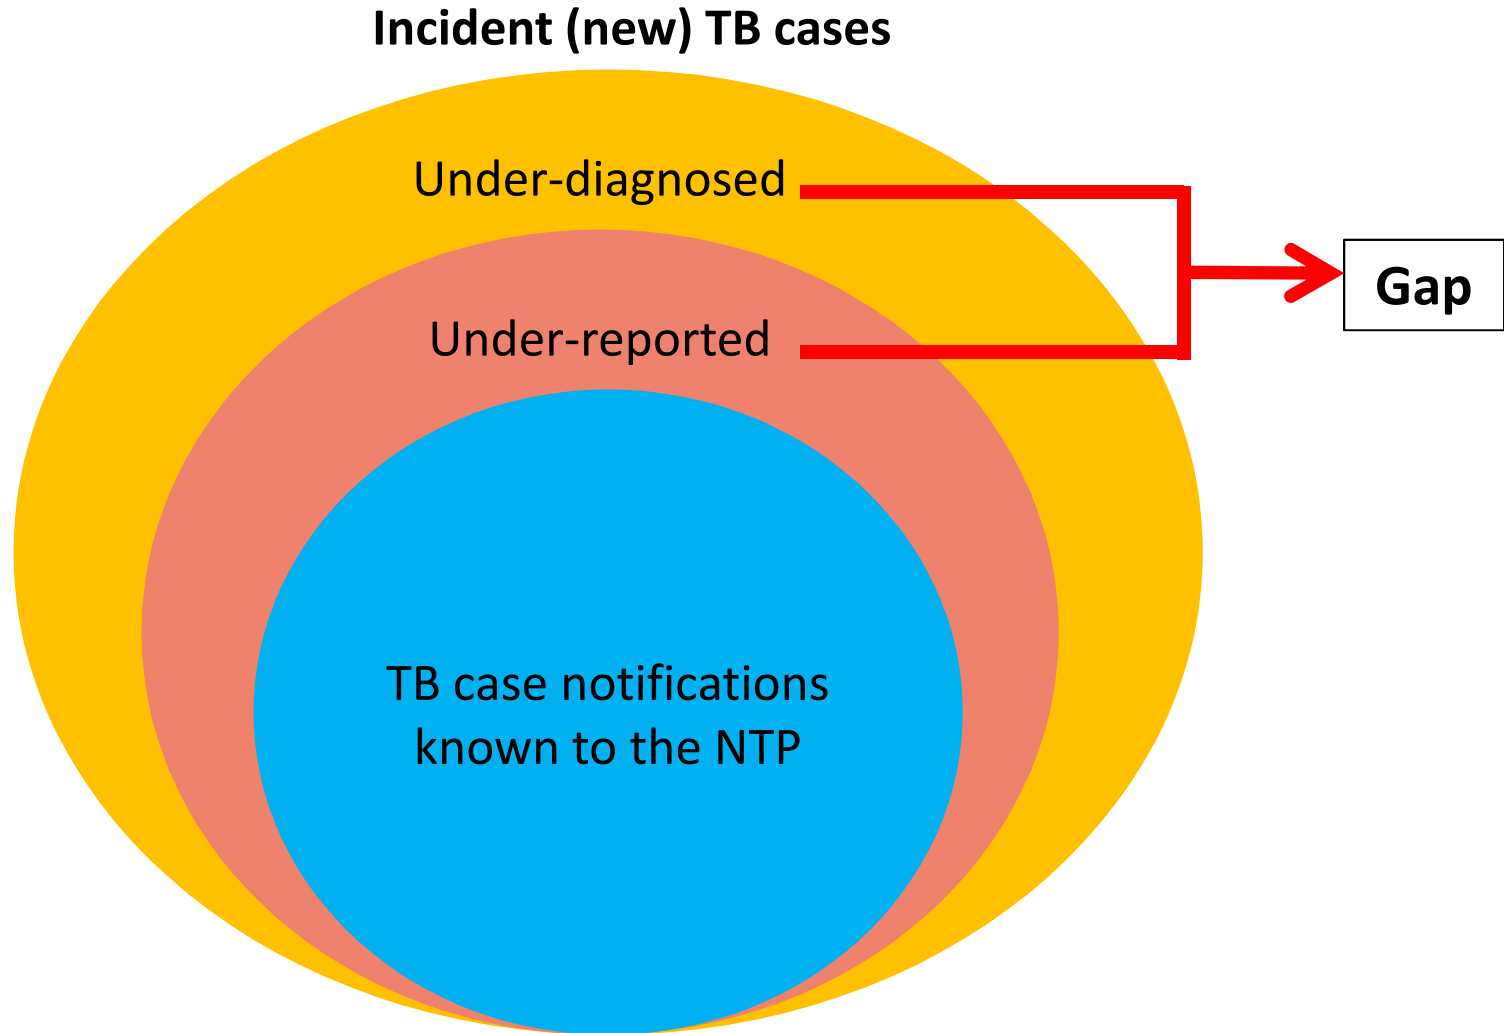 Incident (new) TB cases
Under-diagnosed
Gap
Under-reported
TB case notifications
known to the NTP